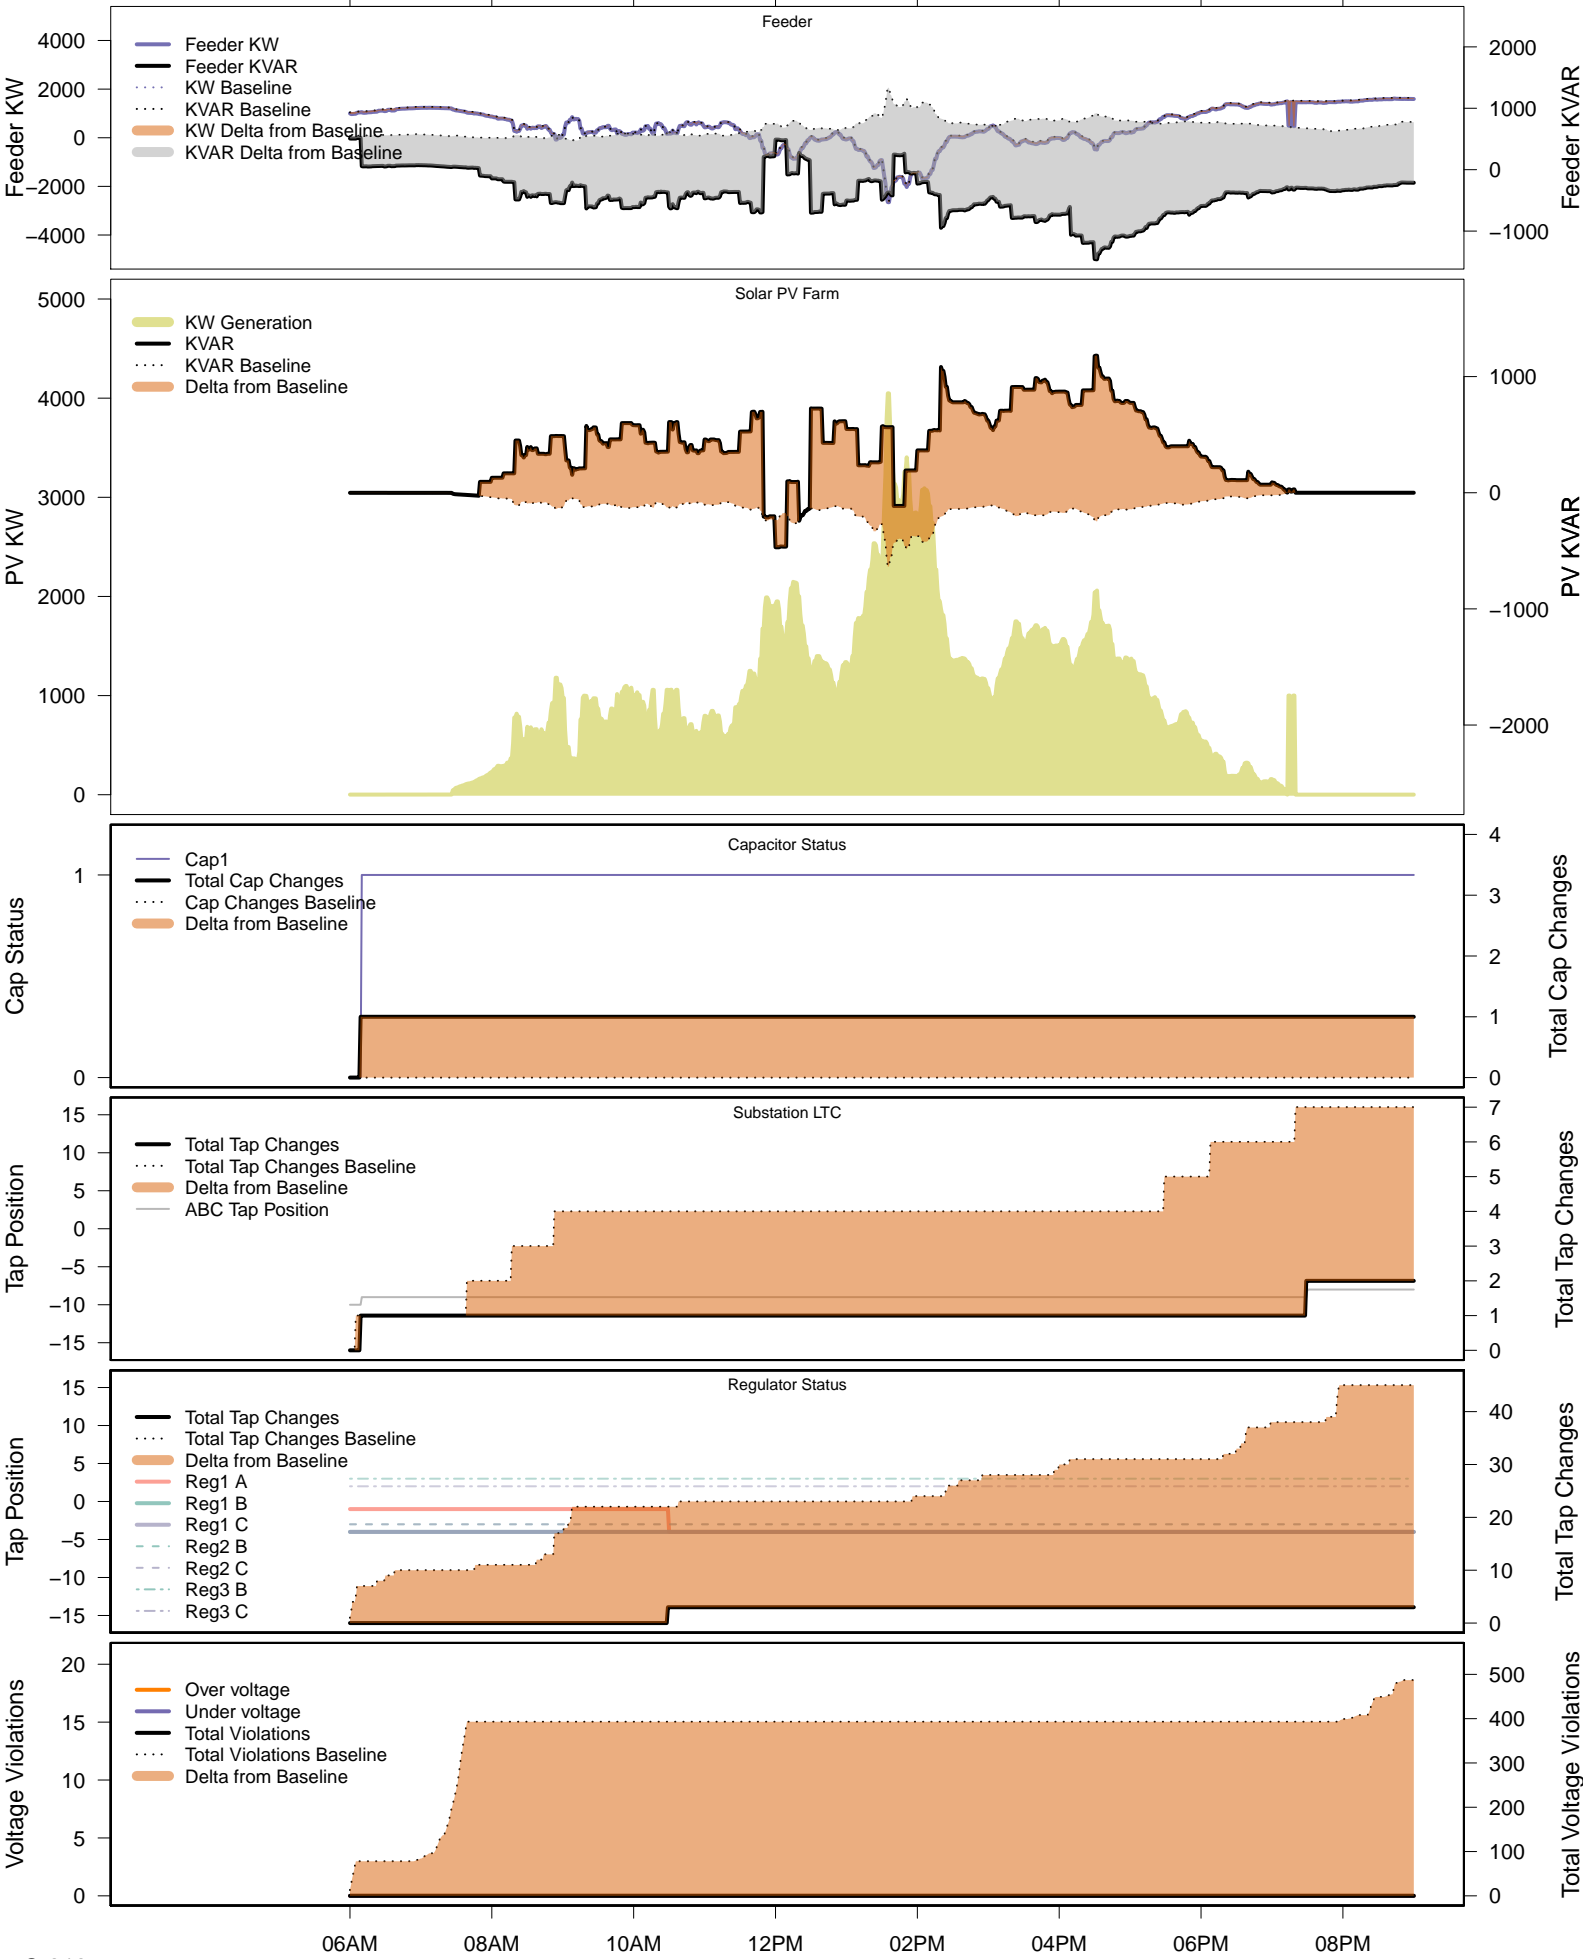 Feeder
Feeder KW
Feeder KVAR
KW Baseline
KVAR Baseline
KW Delta from Baseline
KVAR Delta from Baseline
4000
2000
0
−2000
−4000
Feeder KW
2000
1000
0
−1000
Feeder KVAR
Solar PV Farm
KW Generation
KVAR
KVAR Baseline
Delta from Baseline
5000
4000
3000
2000
1000
0
PV KW
1000
0
−1000
−2000
PV KVAR
Capacitor Status
Cap1
Total Cap Changes
Cap Changes Baseline
Delta from Baseline
1
0
Cap Status
4
3
2
1
0
Total Cap Changes
Substation LTC
Total Tap Changes
Total Tap Changes Baseline
Delta from Baseline
ABC Tap Position
15
10
5
0
−5
−10
−15
Tap Position
7
6
5
4
3
2
1
0
Total Tap Changes
Regulator Status
Total Tap Changes
Total Tap Changes Baseline
Delta from Baseline
Reg1 A
Reg1 B
Reg1 C
Reg2 B
Reg2 C
Reg3 B
Reg3 C
15
10
5
0
−5
−10
−15
Tap Position
40
30
20
10
0
Total Tap Changes
Over voltage
Under voltage
Total Violations
Total Violations Baseline
Delta from Baseline
20
15
10
5
0
Voltage Violations
500
400
300
200
100
0
Total Voltage Violations
06AM
08AM
10AM
12PM
02PM
04PM
06PM
08PM